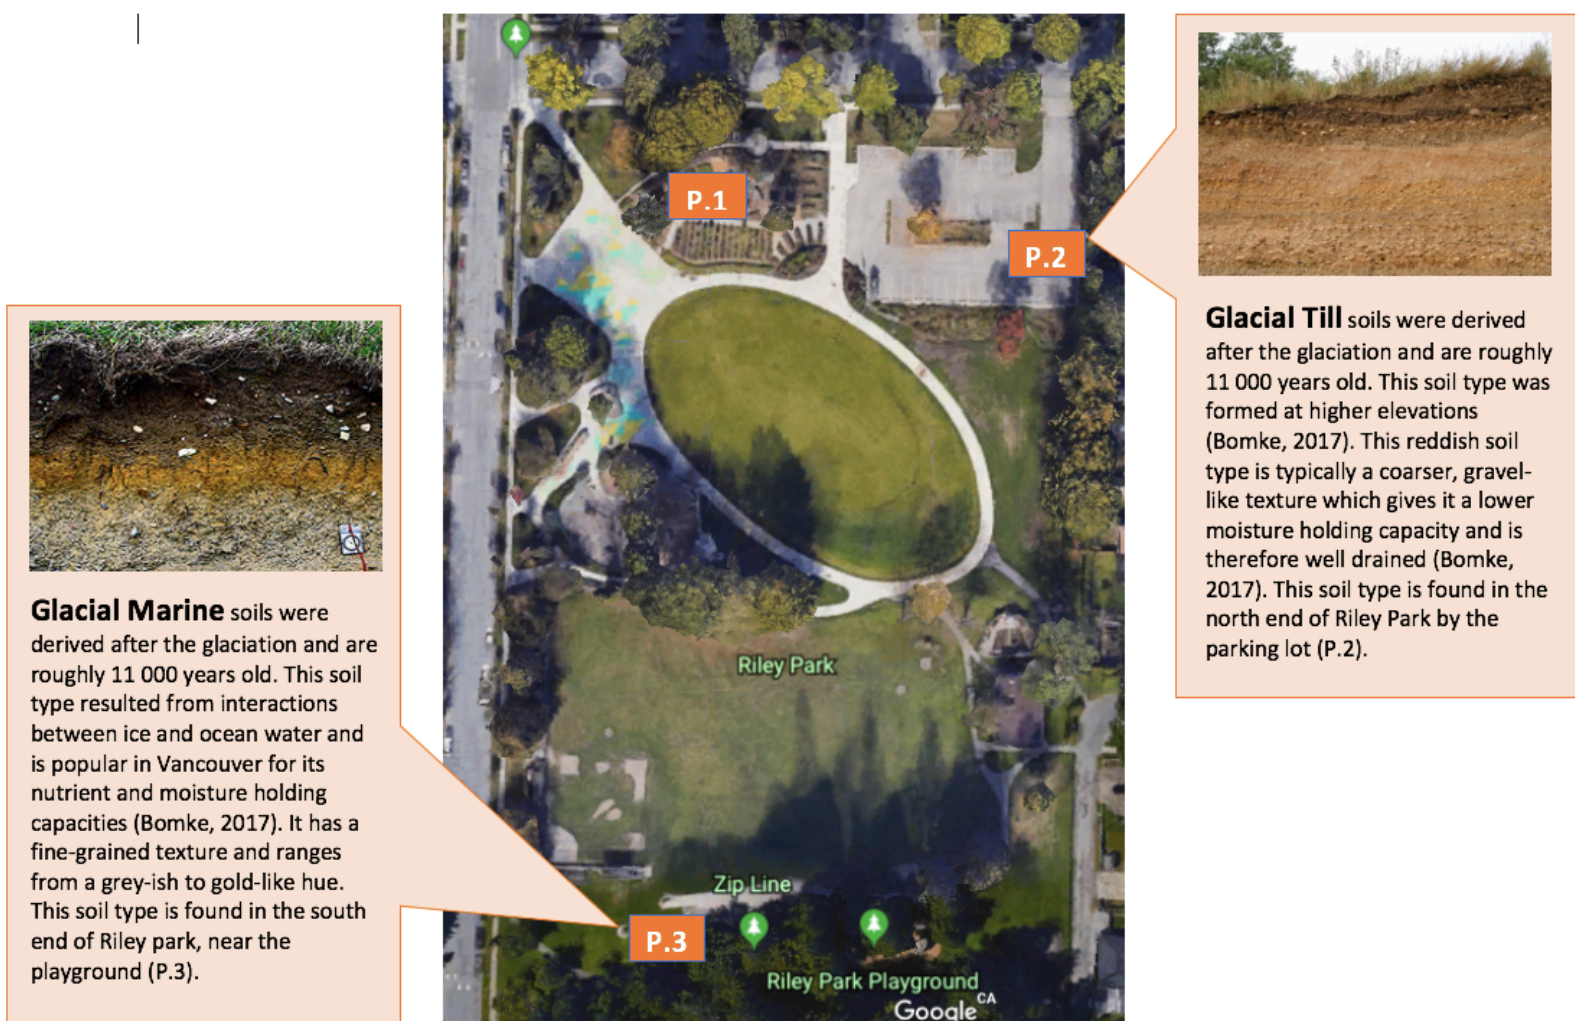 P.1
P.2
Glacial Till soils were derived
after the glaciation and are roughly
11 000 years old. This soil type was
formed at higher elevations
(Bomke, 2017). This reddish soil
type is typically a coarser, gravel-
like texture which gives it a lower
moisture holding capacity and is
therefore well drained (Bomke,
2017). This soil type is found in the
north end of Riley Park by the
parking lot (P.2).
Glacial Marine soils were
derived after the glaciation and are
roughly 11 000 years old. This soil
type resulted from interactions
between ice and ocean water and
is popular in Vancouver for its
nutrient and moisture holding
capacities (Bomke, 2017). It has a
fine-grained texture and ranges
from a grey-ish to gold-like hue.
This soil type is found in the south
end of Riley park, near the
playground (P.3).
Riley Park
Zip Line
P.3
Riley Park Playground
Google CA